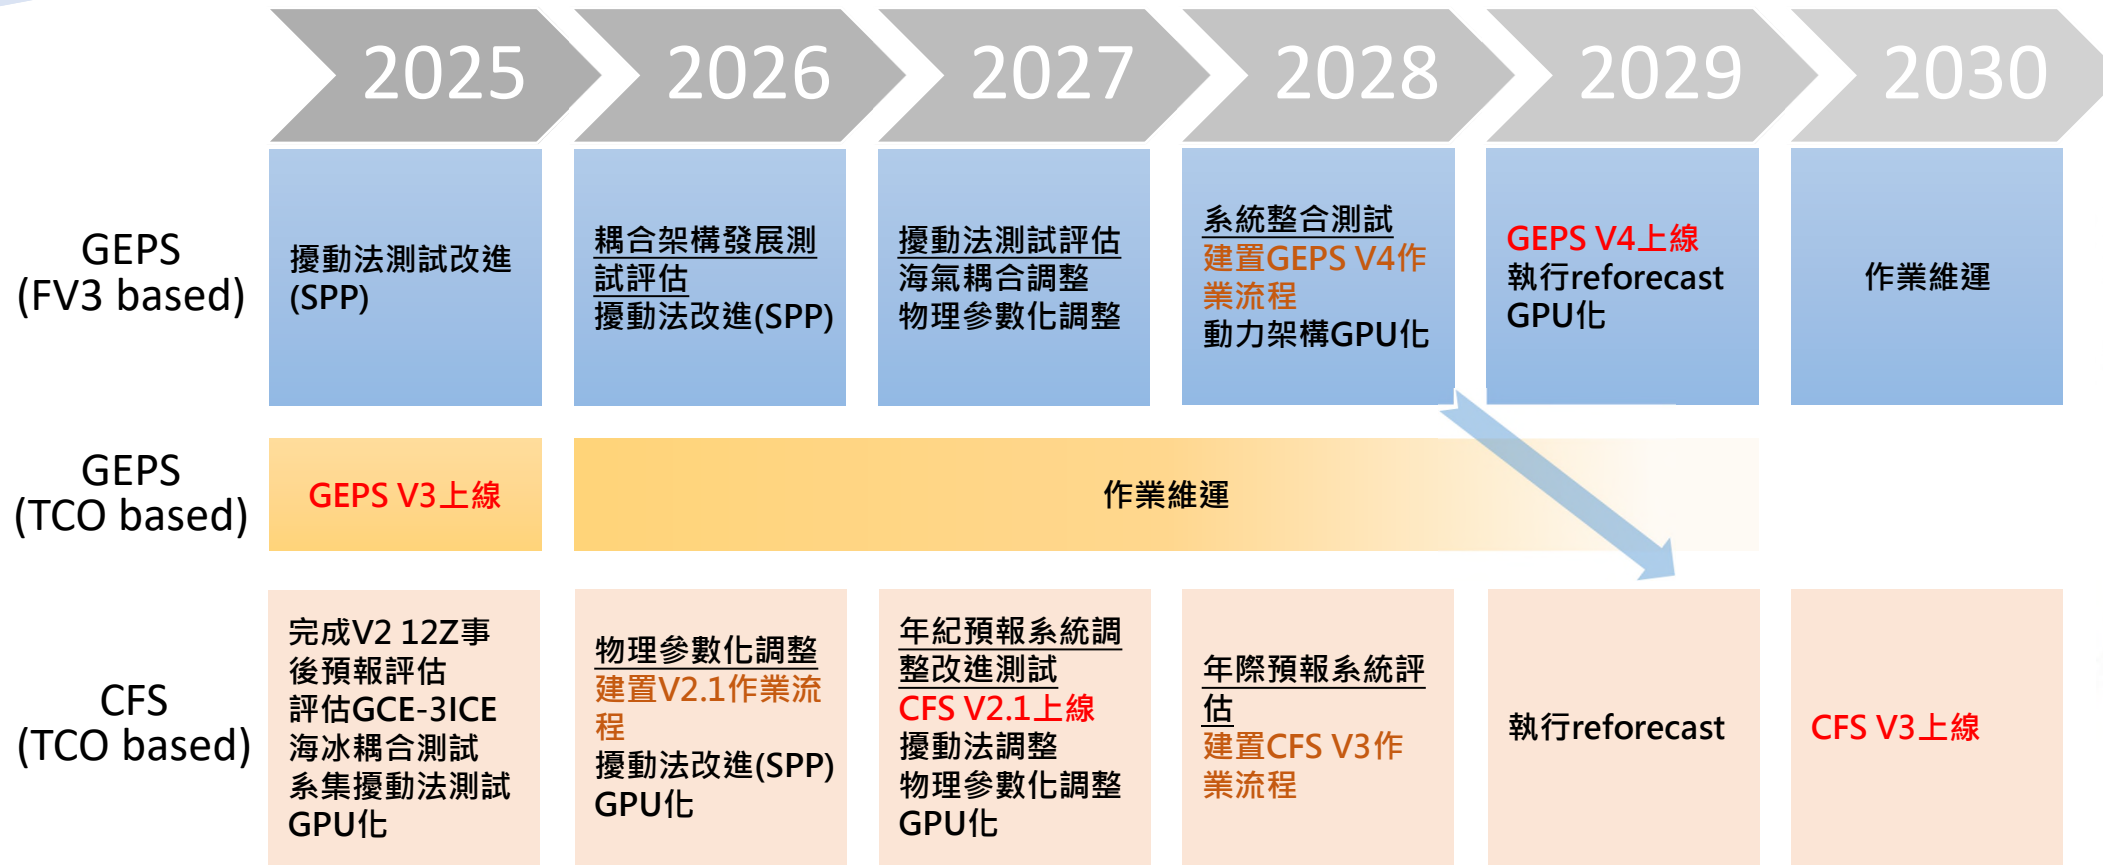 2025
2026
2027
2028
2029
2030
GEPS
(FV3 based)
擾動法測試改進
(SPP)
耦合架構發展測
試評估
擾動法改進(SPP)
擾動法測試評估
海氣耦合調整
物理參數化調整
系統整合測試
建置GEPS V4作
業流程
動力架構GPU化
GEPS V4上線
執行reforecast
GPU化
作業維運
GEPS
(TCO based)
GEPS V3上線
作業維運
CFS
(TCO based)
完成V2 12Z事
後預報評估
評估GCE-3ICE
海冰耦合測試
系集擾動法測試
GPU化
物理參數化調整
建置V2.1作業流
程
擾動法改進(SPP)
GPU化
年紀預報系統調
整改進測試
CFS V2.1上線
擾動法調整
物理參數化調整
GPU化
年際預報系統評
估
建置CFS V3作
業流程
執行reforecast
CFS V3上線